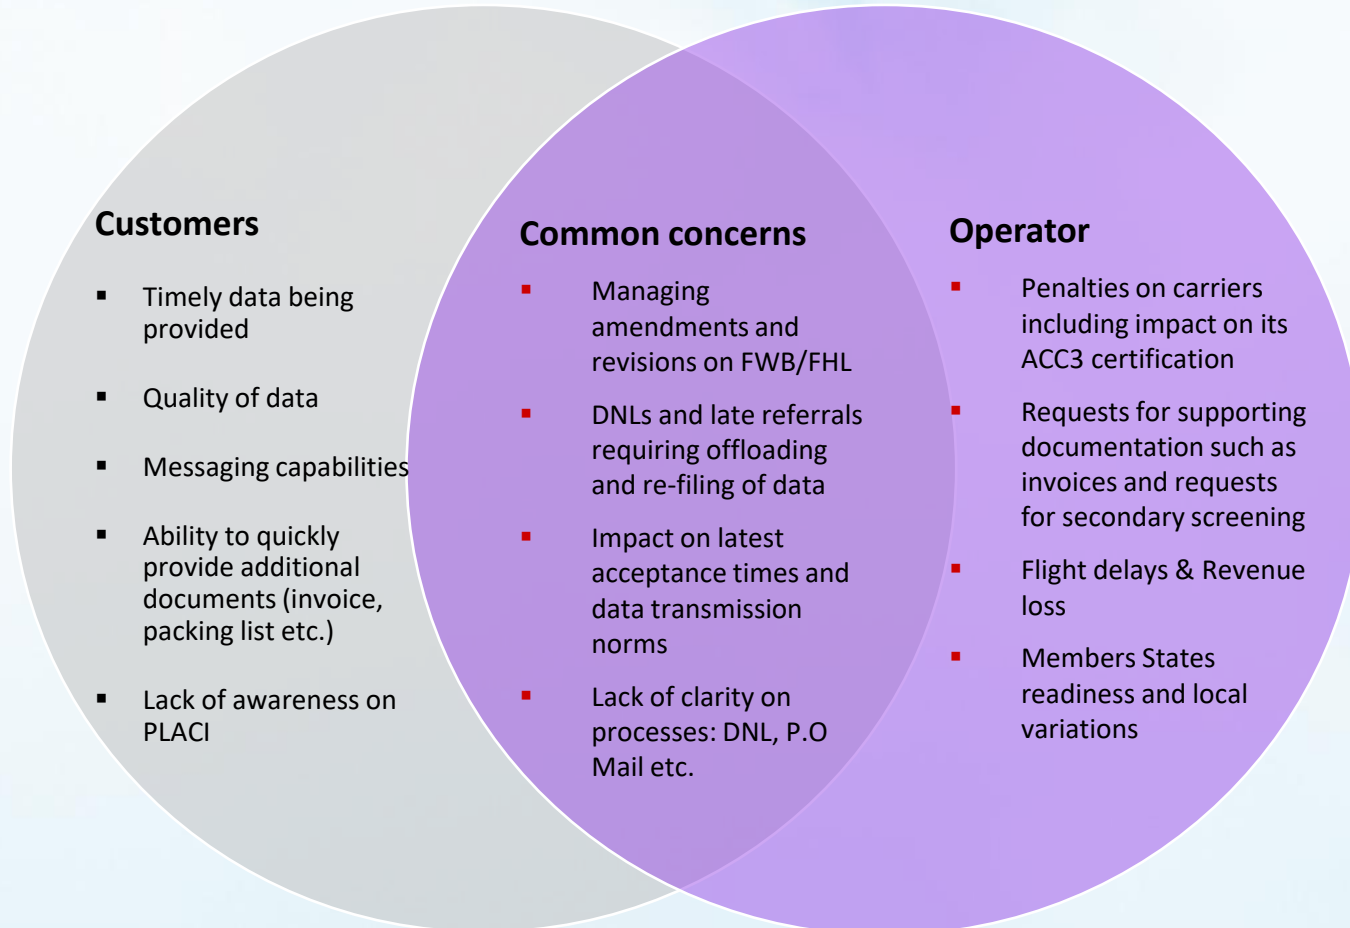 Customers
▪ Timely data being
provided
▪ Quality of data
▪ Messaging capabilities
▪ Ability to quickly
provide additional
documents (invoice,
packing list etc.)
▪ Lack of awareness on
PLACI
Common concerns
▪ Managing
amendments and
revisions on FWB/FHL
▪ DNLs and late referrals
requiring offloading
and re-filing of data
▪ Impact on latest
acceptance times and
data transmission
norms
▪ Lack of clarity on
processes: DNL, P.O
Mail etc.
Operator
▪ Penalties on carriers
including impact on its
ACC3 certification
▪ Requests for supporting
documentation such as
invoices and requests
for secondary screening
▪ Flight delays & Revenue
loss
▪ Members States
readiness and local
variations